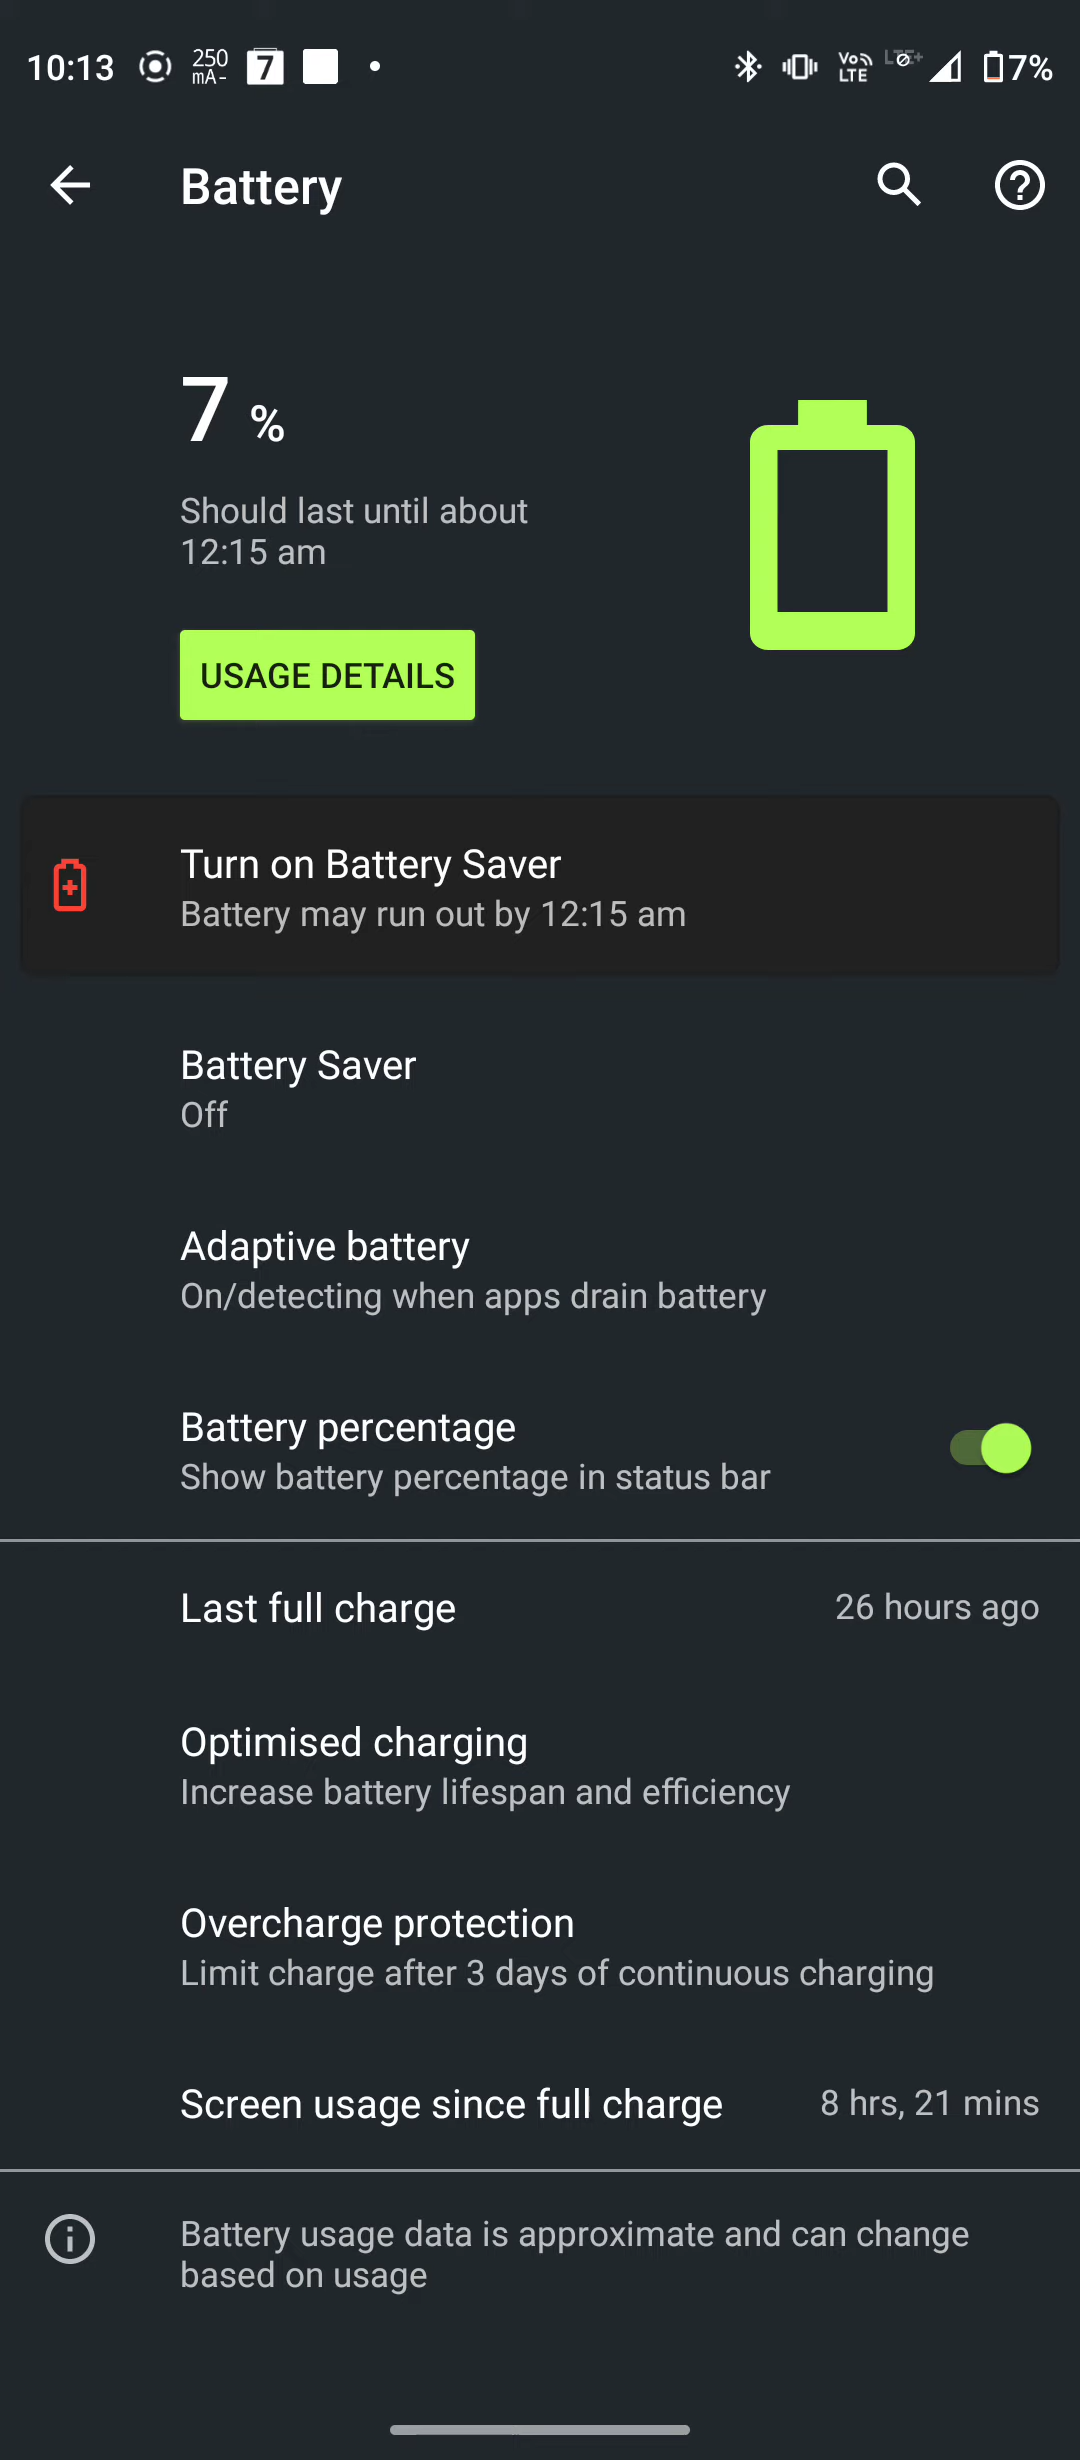 10:13 250 mA- 7 Vo LTE LTE+ 7%
Battery
7 %
Should last until about
12:15 am
USAGE DETAILS
Turn on Battery Saver
Battery may run out by 12:15 am
Battery Saver
Off
Adaptive battery
On/detecting when apps drain battery
Battery percentage
Show battery percentage in status bar
Last full charge 26 hours ago
Optimised charging
Increase battery lifespan and efficiency
Overcharge protection
Limit charge after 3 days of continuous charging
Screen usage since full charge 8 hrs, 21 mins
Battery usage data is approximate and can change
based on usage